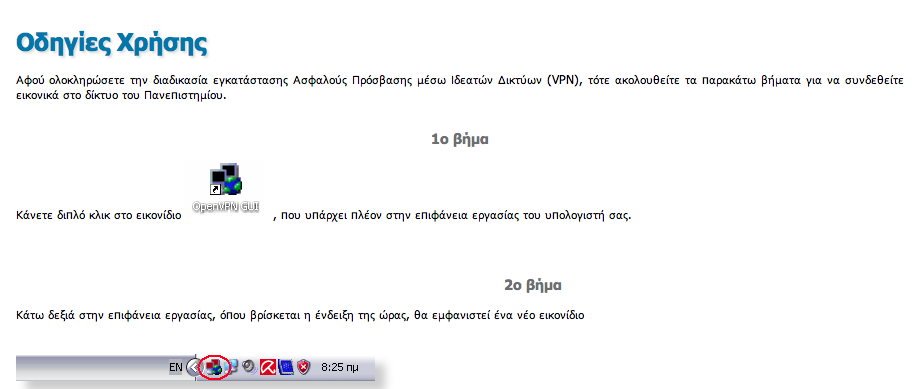 Οδηγίες Χρήσης
Αφού ολοκληρώσετε την διαδικασία εγκατάστασης Ασφαλούς Πρόσβασης μέσω Ιδεατών Δικτύων (VPN), τότε ακολουθείτε τα παρακάτω βήματα για να συνδεθείτε
εικονικά στο δίκτυο του Πανεπιστημίου.
1ο βήμα
OpenVPN GUI
Κάνετε διπλό κλικ στο εικονίδιο , που υπάρχει πλέον στην επιφάνεια εργασίας του υπολογιστή σας.
2ο βήμα
Κάτω δεξιά στην επιφάνεια εργασίας, όπου βρίσκεται η ένδειξη της ώρας, θα εμφανιστεί ένα νέο εικονίδιο
EN 8:25 πμ